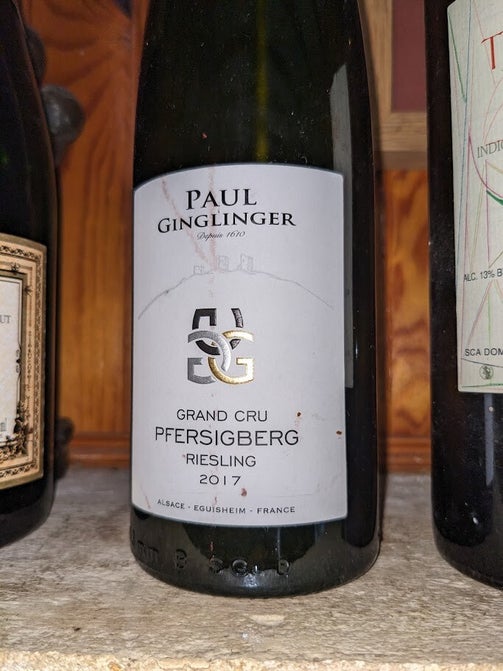 PAUL
GINGLINGER
Depuis 1610
GRAND CRU
PFERSIGBERG
RIESLING
2017
ALSACE - EGUISHEIM - FRANCE
ALC. 13% B
SCA DOM